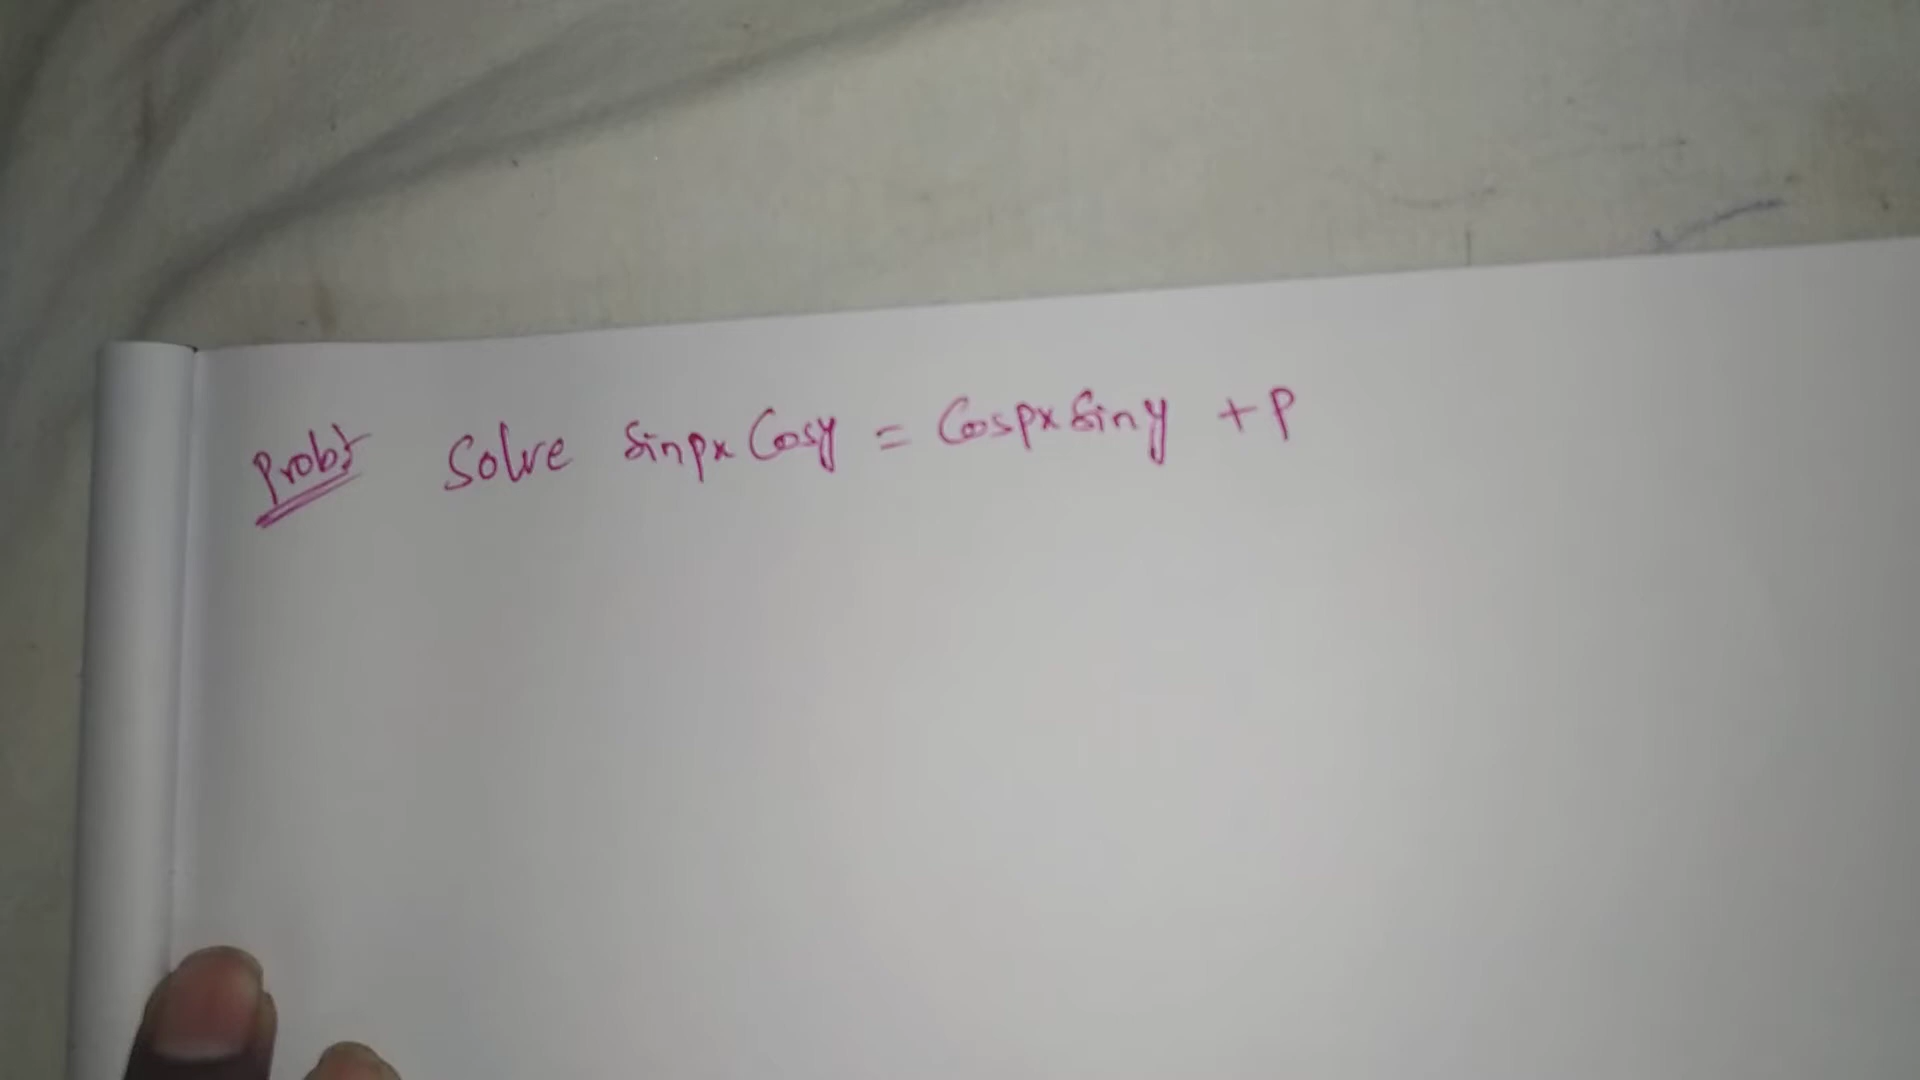 Prob:- Solve Sinpx Cosy = Cospx Siny + P